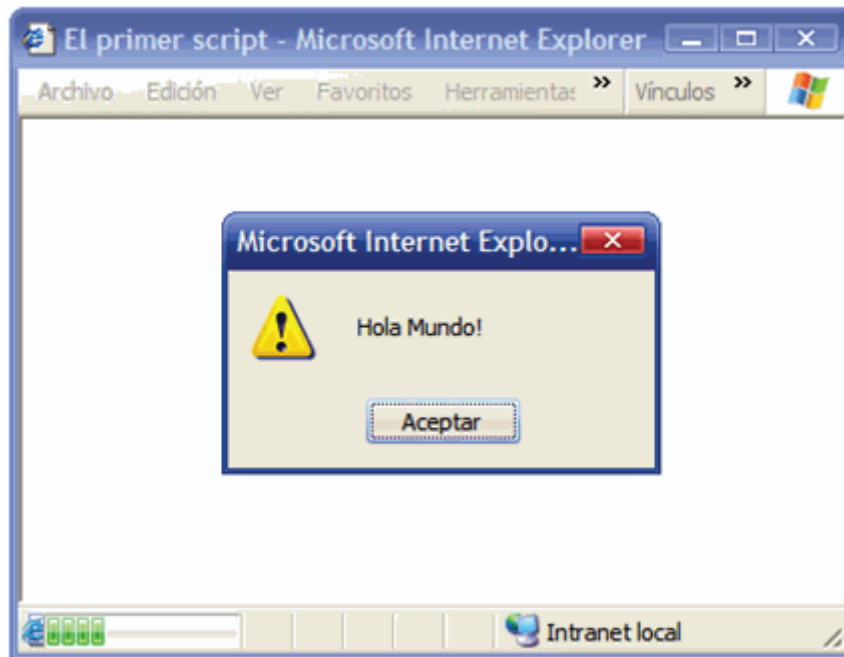 El primer script - Microsoft Internet Explorer
Archivo Edición Ver Favoritos Herramientas Vínculos
Microsoft Internet Explo...
Hola Mundo!
Aceptar
Intranet local